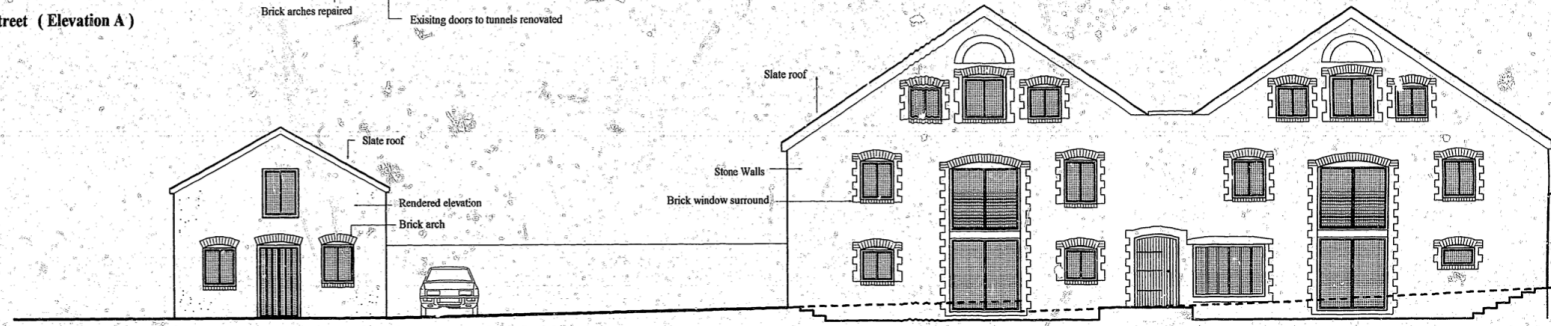 treet ( Elevation A )
Brick arches repaired
Exisitng doors to tunnels renovated
Slate roof
Slate roof
Stone Walls
Rendered elevation
Brick window surround
Brick arch